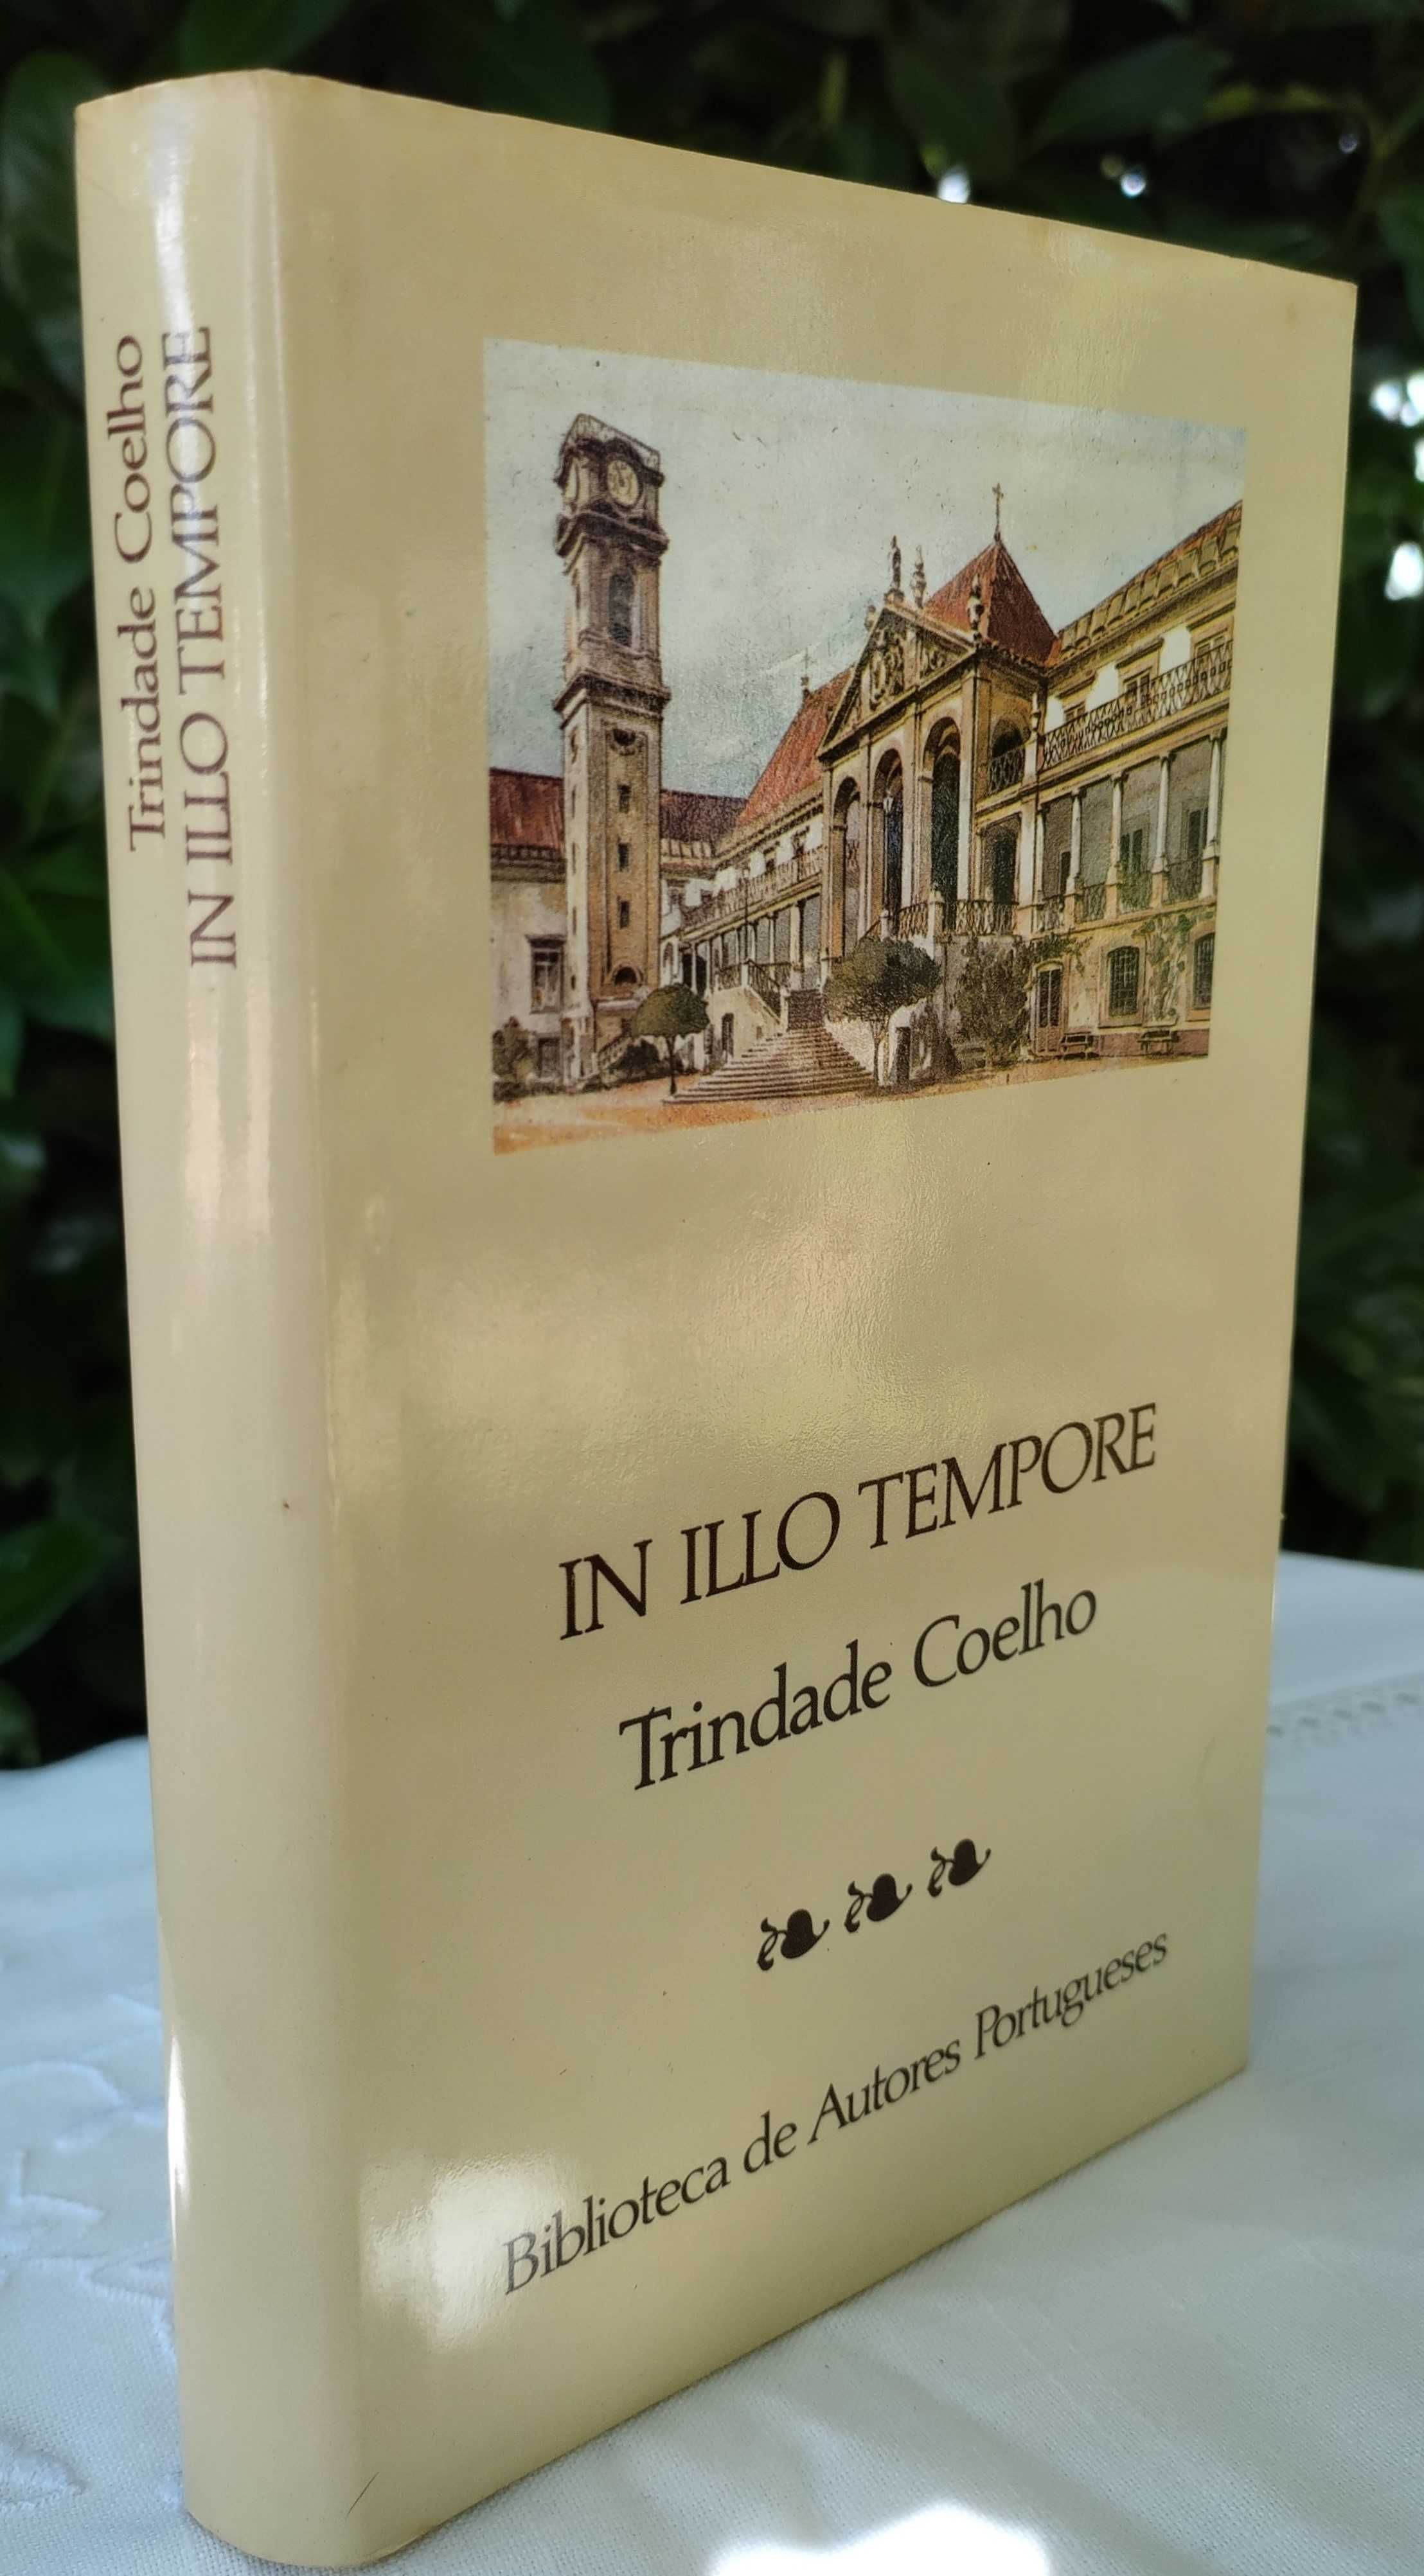 Trindade Coelho
IN ILLO TEMPORE
IN ILLO TEMPORE
Trindade Coelho
Biblioteca de Autores Portugueses